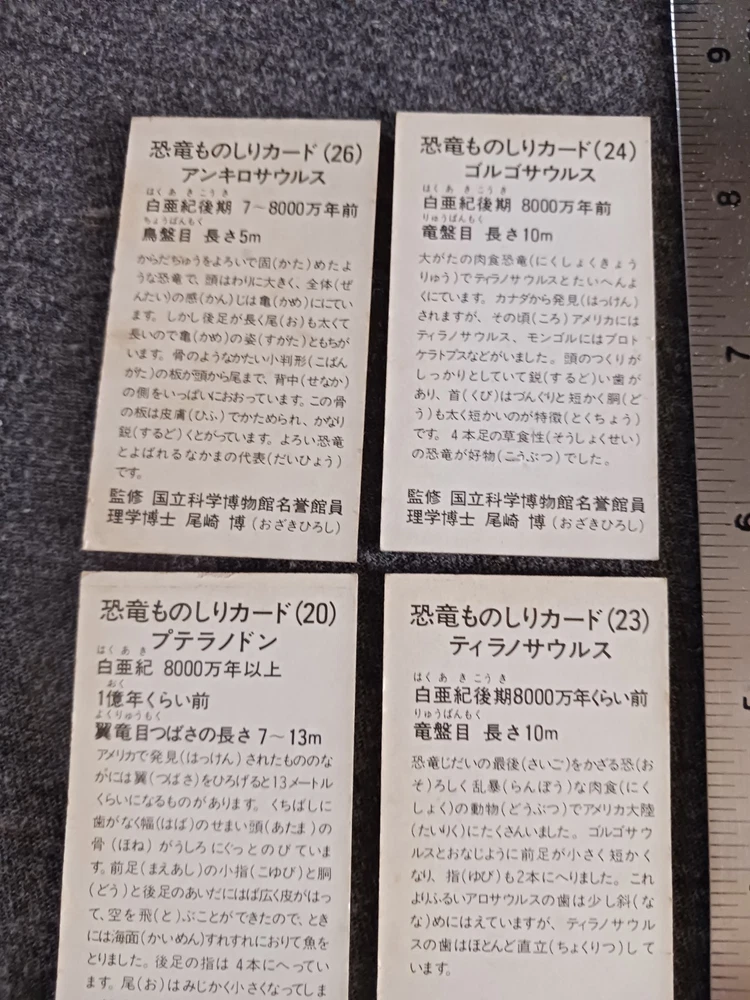 恐竜ものしりカード(26)
アンキロサウルス
はくあきこうき
白亜紀後期 7〜8000万年前
ちょうばんもく
鳥盤目 長さ5m
からだぢゅうをよろいで固(かた)めたよ
うな恐竜で、頭はわりに大きく、全体(ぜ
んたい)の感(かん)じは亀(かめ)ににてい
ます。しかし後足が長く尾(お)も太くて
長いので亀(かめ)の姿(すがた)ともちが
います。骨のようなかたい小判形(こばん
がた)の板が頭から尾まで、背中(せなか)
の側をいっぱいにおおっています。この骨
の板は皮膚(ひふ)でかためられ、かなり
鋭(するど)くとがっています。よろい恐竜
とよばれるなかまの代表(だいひょう)
です。
監修 国立科学博物館名誉館員
理学博士 尾崎 博(おざきひろし)
恐竜ものしりカード(24)
ゴルゴサウルス
はくあきこうき
白亜紀後期 8000万年前
りゅうばんもく
竜盤目 長さ10m
大がたの肉食恐竜(にくしょくきょう
りゅう)でティラノサウルスとたいへんよ
くにています。カナダから発見(はっけん)
されますが、その頃(ころ)アメリカには
ティラノサウルス、モンゴルにはプロト
ケラトプスなどがいました。頭のつくりが
しっかりとしていて鋭(するど)い歯が
あり、首(くび)はづんぐりと短かく胴(ど
う)も太く短かいのが特徴(とくちょう)
です。4本足の草食性(そうしょくせい)
の恐竜が好物(こうぶつ)でした。
監修 国立科学博物館名誉館員
理学博士 尾崎 博(おざきひろし)
恐竜ものしりカード(20)
プテラノドン
はくあき
白亜紀 8000万年以上
おく
1億年くらい前
よくりゅうもく
翼竜目つばさの長さ7〜13m
アメリカで発見(はっけん)されたもののな
かには翼(つばさ)をひろげると13メートル
くらいになるものがあります。くちばしに
歯がなく幅(はば)のせまい頭(あたま)の
骨(ほね)がうしろにぐっとのびていま
す。前足(まえあし)の小指(こゆび)と胴
(どう)と後足のあいだにはば広く皮がはっ
て、空を飛(と)ぶことができたので、とき
には海面(かいめん)すれすれにおりて魚を
とりました。後足の指は4本にへってい
ます。尾(お)はみじかく小さくなってしま
恐竜ものしりカード(23)
ティラノサウルス
はくあきこうき
白亜紀後期8000万年くらい前
りゅうばんもく
竜盤目 長さ10m
恐竜じだいの最後(さいご)をかざる恐(お
そ)ろしく乱暴(らんぼう)な肉食(にく
しょく)の動物(どうぶつ)でアメリカ大陸
(たいりく)にたくさんいました。ゴルゴサウ
ルスとおなじように前足が小さく短かく
なり、指(ゆび)も2本にへりました。これ
よりふるいアロサウルスの歯は少し斜(な
な)めにはえていますが、ティラノサウル
スの歯はほとんど直立(ちょくりつ)して
います。
9
8
7
6